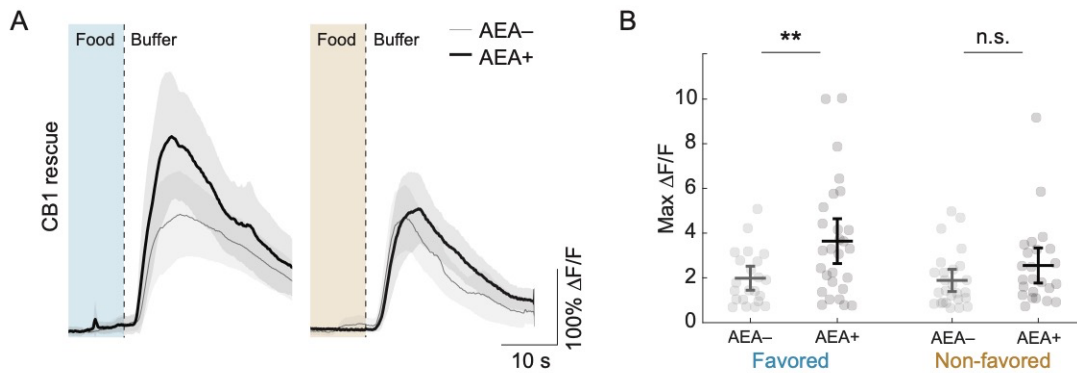 A
Food
Buffer
Food
Buffer
AEA–
AEA+
CB1 rescue
100% ΔF/F
10 s
B
**
n.s.
Max ΔF/F
10
8
6
4
2
0
AEA–
AEA+
AEA–
AEA+
Favored
Non-favored